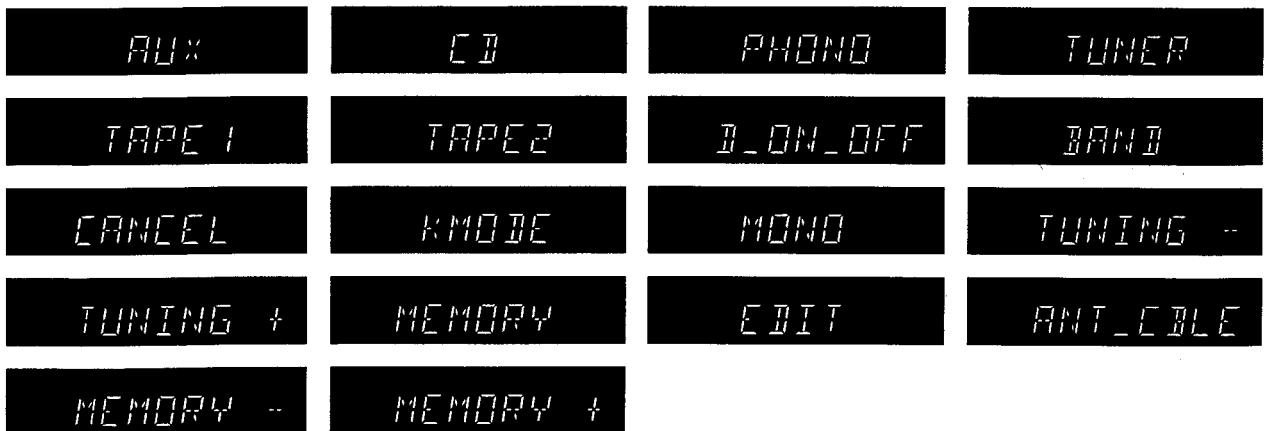 AUX
CD
PHONO
TUNER
TAPE 1
TAPE2
D_ON_OFF
BAND
CANCEL
KMODE
MONO
TUNING -
TUNING +
MEMORY
EDIT
ANT_CBLE
MEMORY -
MEMORY +